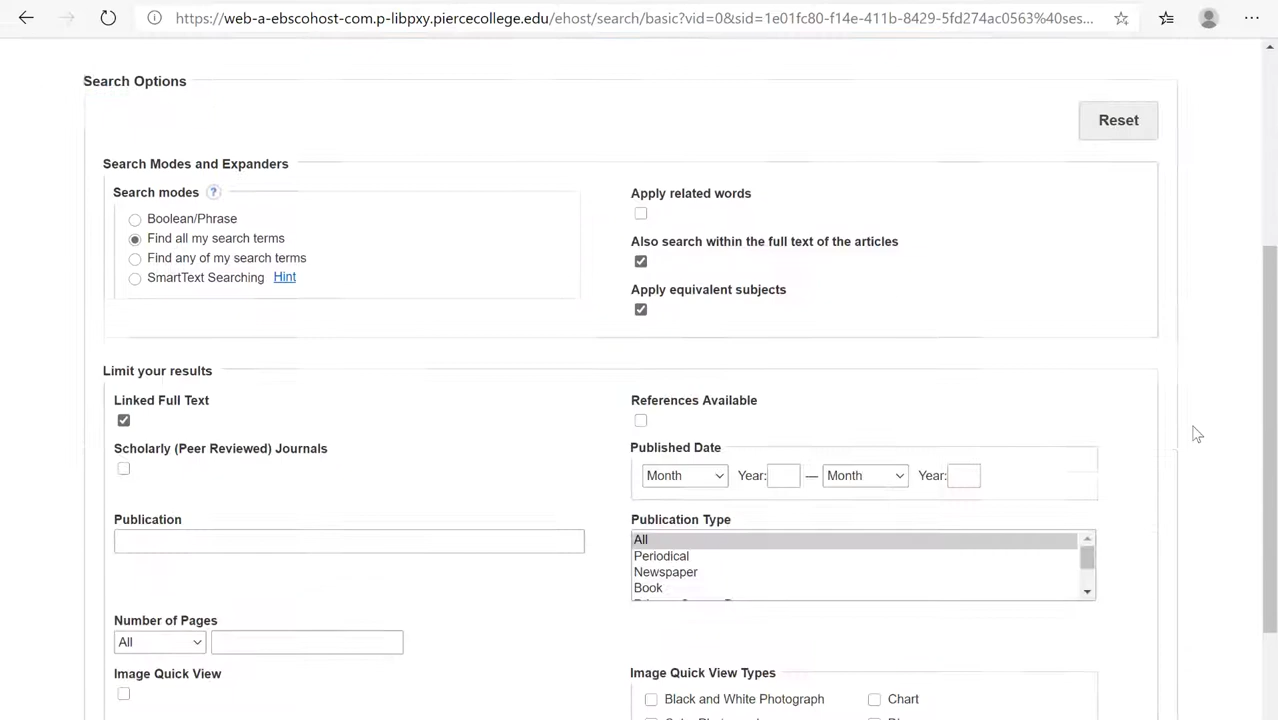 https://web-a-ebscohost-com.p-libpxy.piercecollege.edu/ehost/search/basic?vid=0&sid=1e01fc80-f14e-411b-8429-5fd274ac0563%40ses...
Search Options
Reset
Search Modes and Expanders
Search modes ?
Boolean/Phrase
Find all my search terms
Find any of my search terms
SmartText Searching Hint
Apply related words
Also search within the full text of the articles
Apply equivalent subjects
Limit your results
Linked Full Text
References Available
Scholarly (Peer Reviewed) Journals
Published Date
Month Year: — Month Year:
Publication
Publication Type
All
Periodical
Newspaper
Book
Number of Pages
All
Image Quick View
Image Quick View Types
Black and White Photograph
Chart